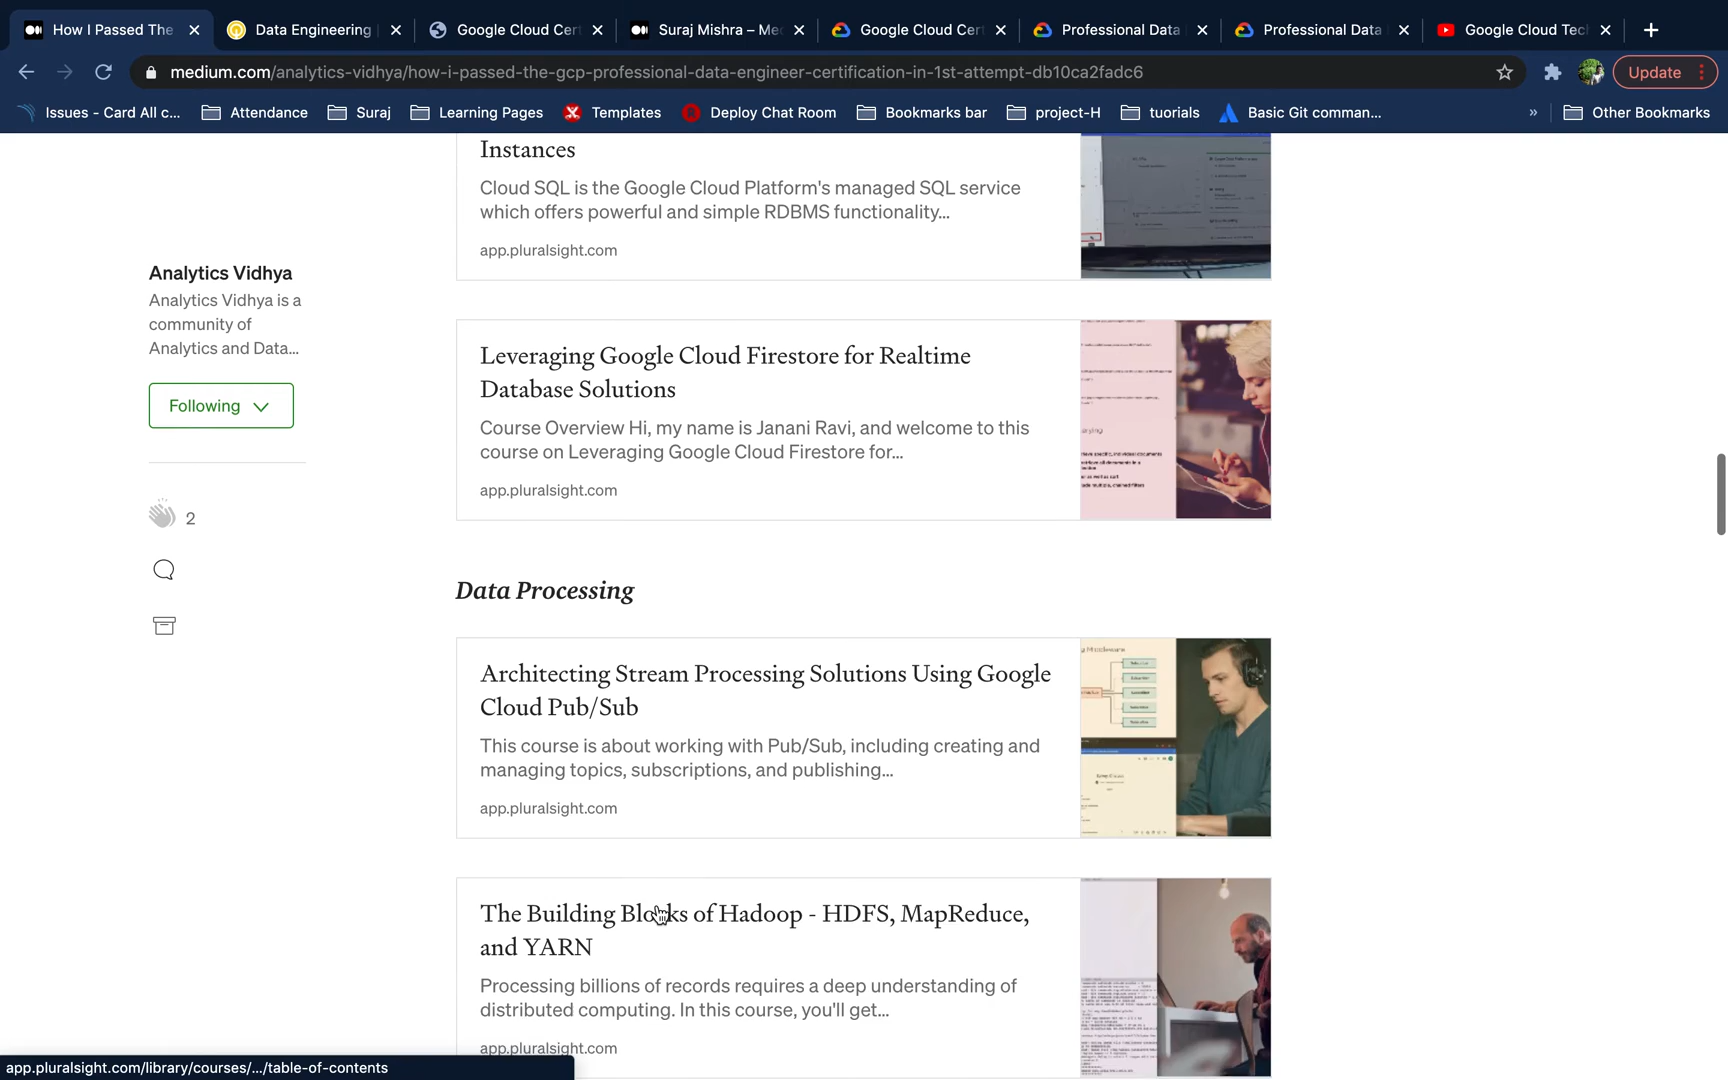 How I Passed The
Data Engineering
Google Cloud Cert
Suraj Mishra – Me
Google Cloud Cert
Professional Data
Professional Data
Google Cloud Tec
medium.com/analytics-vidhya/how-i-passed-the-gcp-professional-data-engineer-certification-in-1st-attempt-db10ca2fadc6
Update
Issues - Card All c...
Attendance
Suraj
Learning Pages
Templates
Deploy Chat Room
Bookmarks bar
project-H
tuorials
Basic Git comman...
»
Other Bookmarks
Instances
Cloud SQL is the Google Cloud Platform's managed SQL service
which offers powerful and simple RDBMS functionality...
app.pluralsight.com
Analytics Vidhya
Analytics Vidhya is a
community of
Analytics and Data...
Following
2
Leveraging Google Cloud Firestore for Realtime
Database Solutions
Course Overview Hi, my name is Janani Ravi, and welcome to this
course on Leveraging Google Cloud Firestore for...
app.pluralsight.com
Data Processing
Architecting Stream Processing Solutions Using Google
Cloud Pub/Sub
This course is about working with Pub/Sub, including creating and
managing topics, subscriptions, and publishing...
app.pluralsight.com
The Building Blocks of Hadoop - HDFS, MapReduce,
and YARN
Processing billions of records requires a deep understanding of
distributed computing. In this course, you'll get...
app.pluralsight.com
app.pluralsight.com/library/courses/.../table-of-contents